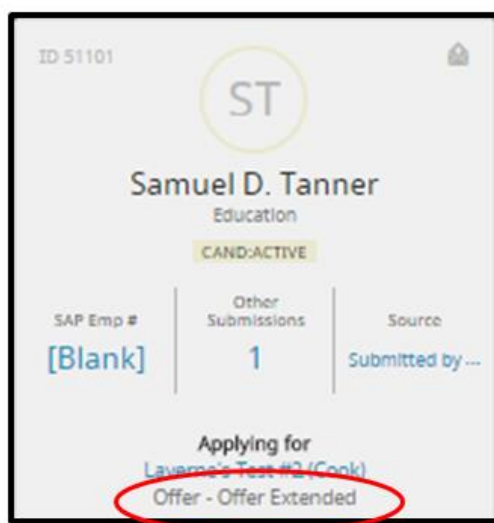 ID 51101
ST
Samuel D. Tanner
Education
CAND:ACTIVE
SAP Emp #
[Blank]
Other
Submissions
1
Source
Submitted by ...
Applying for
Laverne's Test #2 (Cook)
Offer - Offer Extended